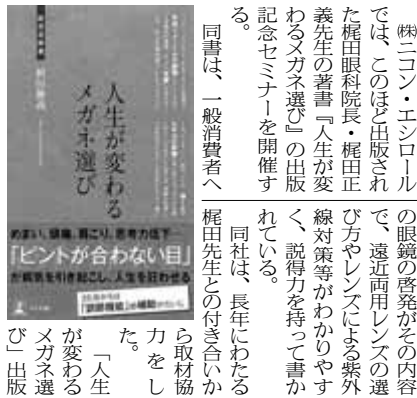 ㈱ニコン・エシロール
では、このほど出版され
た梶田眼科院長・梶田正
義先生の著書『人生が変
わるメガネ選び』の出版
記念セミナーを開催す
る。
同書は、一般消費者へ
の眼鏡の啓発がその内容
で、遠近両用レンズの選
び方やレンズによる紫外
線対策等がわかりやす
く、説得力を持って書か
れている。
同社は、長年にわたる
梶田先生との付き合いか
ら取材協
力をし
た。
「人生
が変わる
メガネ選
び」出版
人生が変わる
メガネ選び
めまい、頭痛、肩こり、思考力低下…
「ピントが合わない目」
が病気を引き起こし、人生を狂わせる